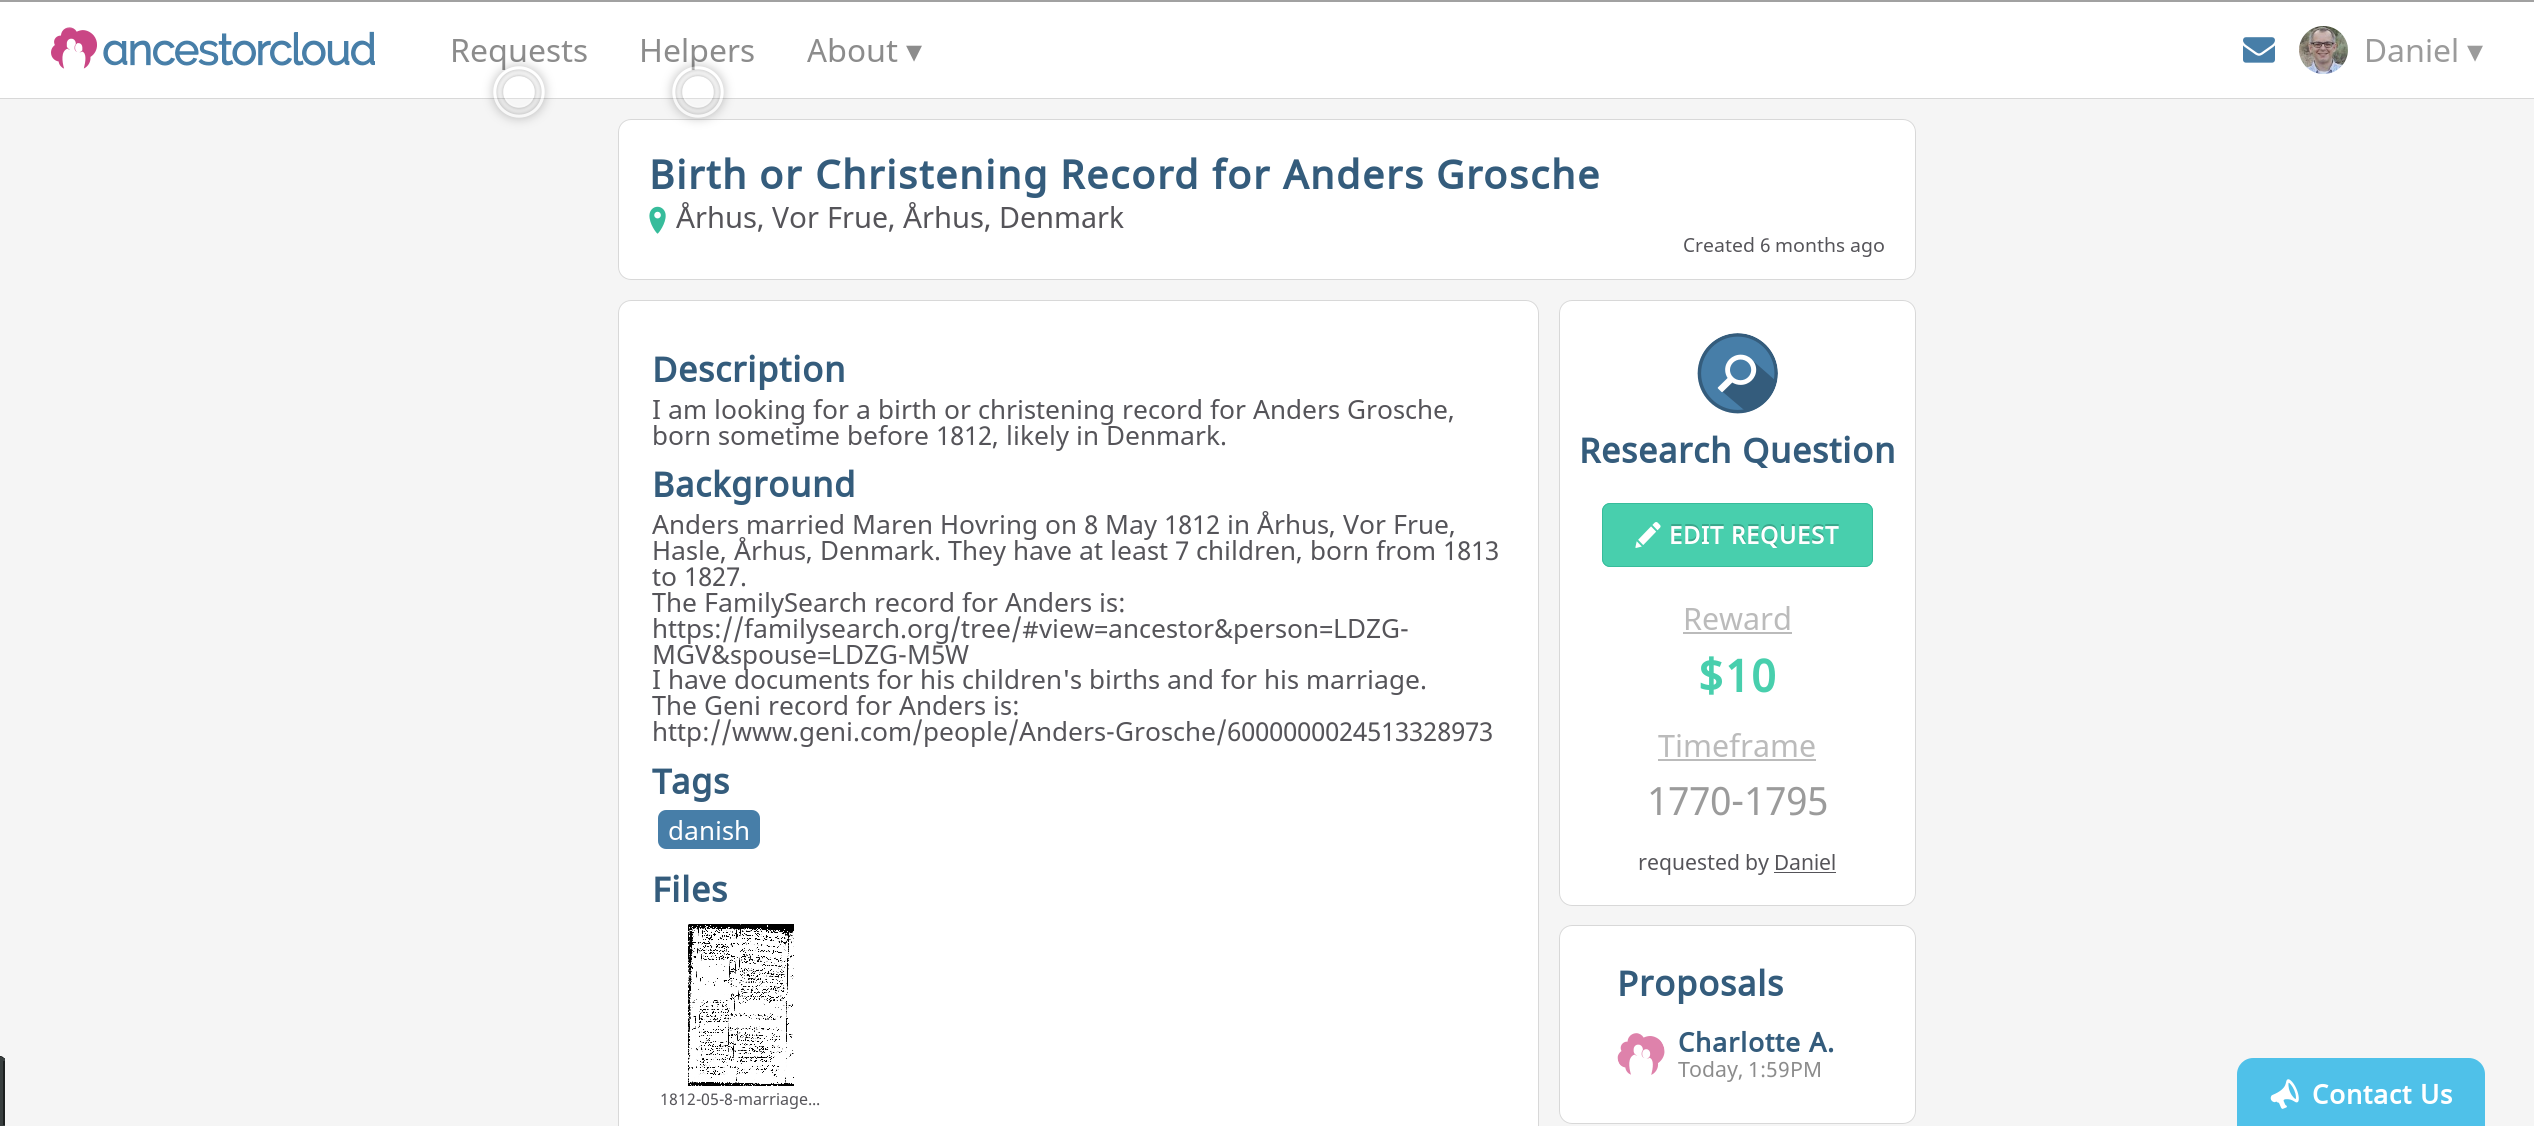 ancestorcloud
Requests
Helpers
About ▾
Daniel ▾
Birth or Christening Record for Anders Grosche
Århus, Vor Frue, Århus, Denmark
Created 6 months ago
Description
I am looking for a birth or christening record for Anders Grosche,
born sometime before 1812, likely in Denmark.
Background
Anders married Maren Hovring on 8 May 1812 in Århus, Vor Frue,
Hasle, Århus, Denmark. They have at least 7 children, born from 1813
to 1827.
The FamilySearch record for Anders is:
https://familysearch.org/tree/#view=ancestor&person=LDZG-
MGV&spouse=LDZG-M5W
I have documents for his children's births and for his marriage.
The Geni record for Anders is:
http://www.geni.com/people/Anders-Grosche/6000000024513328973
Tags
danish
Files
1812-05-8-marriage...
Research Question
EDIT REQUEST
Reward
$10
Timeframe
1770-1795
requested by Daniel
Proposals
Charlotte A.
Today, 1:59PM
Contact Us